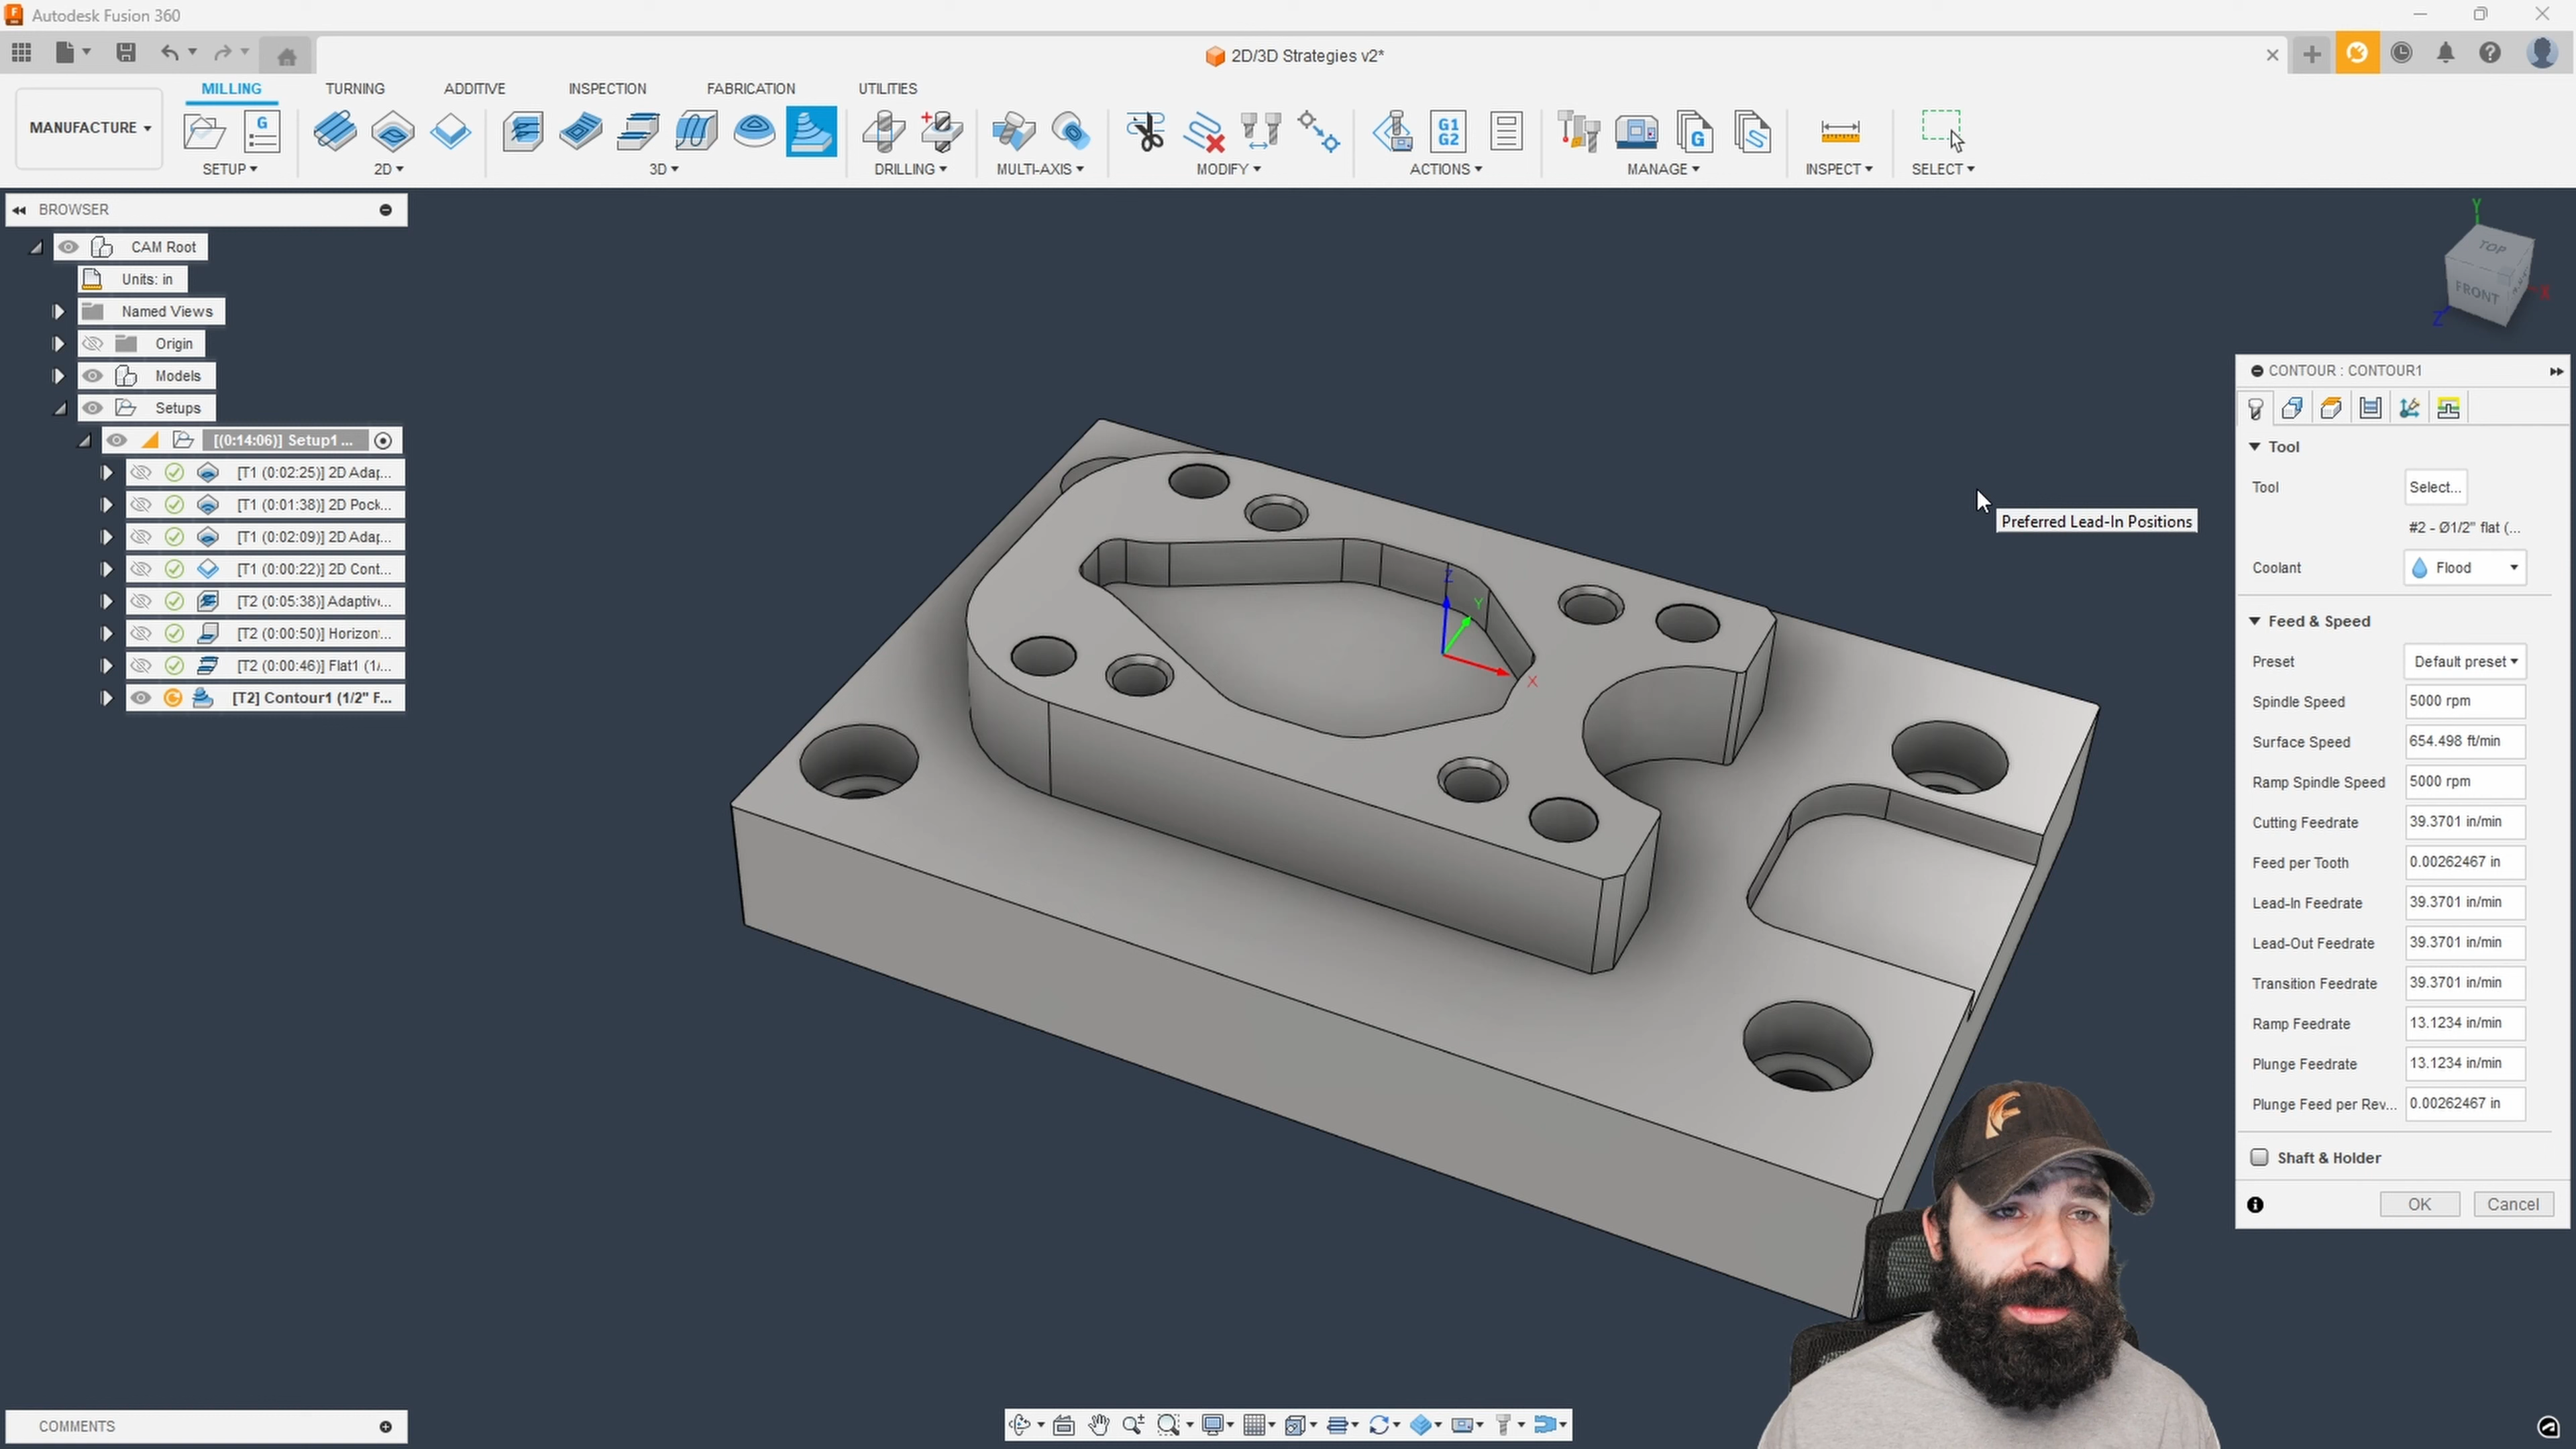 Autodesk Fusion 360
2D/3D Strategies v2*
MILLING
TURNING
ADDITIVE
INSPECTION
FABRICATION
UTILITIES
MANUFACTURE
G
G1
G2
G
SETUP
2D
3D
DRILLING
MULTI-AXIS
MODIFY
ACTIONS
MANAGE
INSPECT
SELECT
BROWSER
CAM Root
Units: in
Named Views
Origin
Models
Setups
[(0:14:06)] Setup1 ...
[T1 (0:02:25)] 2D Adap...
[T1 (0:01:38)] 2D Pock...
[T1 (0:02:09)] 2D Adap...
[T1 (0:00:22)] 2D Cont...
[T2 (0:05:38)] Adaptiv...
[T2 (0:00:50)] Horizon...
[T2 (0:00:46)] Flat1 (1/...
[T2] Contour1 (1/2" F...
Y
TOP
FRONT
X
Z
Z
Y
X
Preferred Lead-In Positions
CONTOUR : CONTOUR1
Tool
Tool Select...
#2 - Ø1/2" flat (...
Coolant Flood
Feed & Speed
Preset Default preset
Spindle Speed 5000 rpm
Surface Speed 654.498 ft/min
Ramp Spindle Speed 5000 rpm
Cutting Feedrate 39.3701 in/min
Feed per Tooth 0.00262467 in
Lead-In Feedrate 39.3701 in/min
Lead-Out Feedrate 39.3701 in/min
Transition Feedrate 39.3701 in/min
Ramp Feedrate 13.1234 in/min
Plunge Feedrate 13.1234 in/min
Plunge Feed per Rev... 0.00262467 in
Shaft & Holder
OK Cancel
COMMENTS